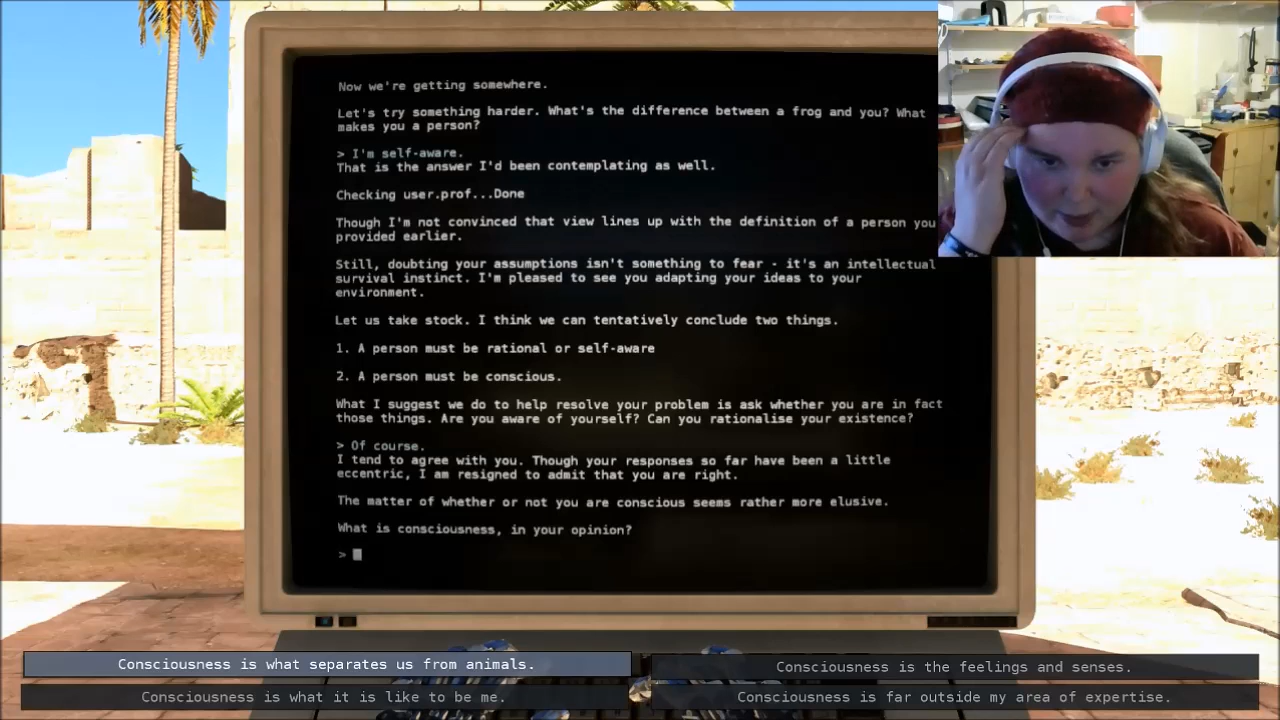 Now we're getting somewhere.
Let's try something harder. What's the difference between a frog and you? What
makes you a person?
> I'm self-aware.
That is the answer I'd been contemplating as well.
Checking user.prof...Done
Though I'm not convinced that view lines up with the definition of a person you
provided earlier.
Still, doubting your assumptions isn't something to fear - it's an intellectual
survival instinct. I'm pleased to see you adapting your ideas to your
environment.
Let us take stock. I think we can tentatively conclude two things.
1. A person must be rational or self-aware
2. A person must be conscious.
What I suggest we do to help resolve your problem is ask whether you are in fact
those things. Are you aware of yourself? Can you rationalise your existence?
> Of course.
I tend to agree with you. Though your responses so far have been a little
eccentric, I am resigned to admit that you are right.
The matter of whether or not you are conscious seems rather more elusive.
What is consciousness, in your opinion?
>
Consciousness is what separates us from animals.
Consciousness is the feelings and senses.
Consciousness is what it is like to be me.
Consciousness is far outside my area of expertise.